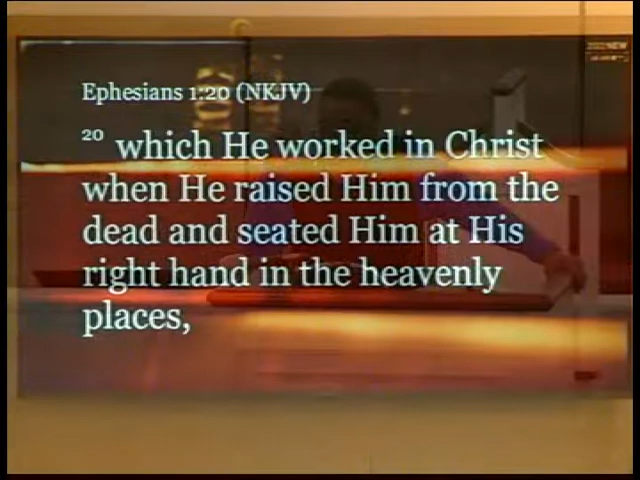 Ephesians 1:20 (NKJV)
20 which He worked in Christ
when He raised Him from the
dead and seated Him at His
right hand in the heavenly
places,